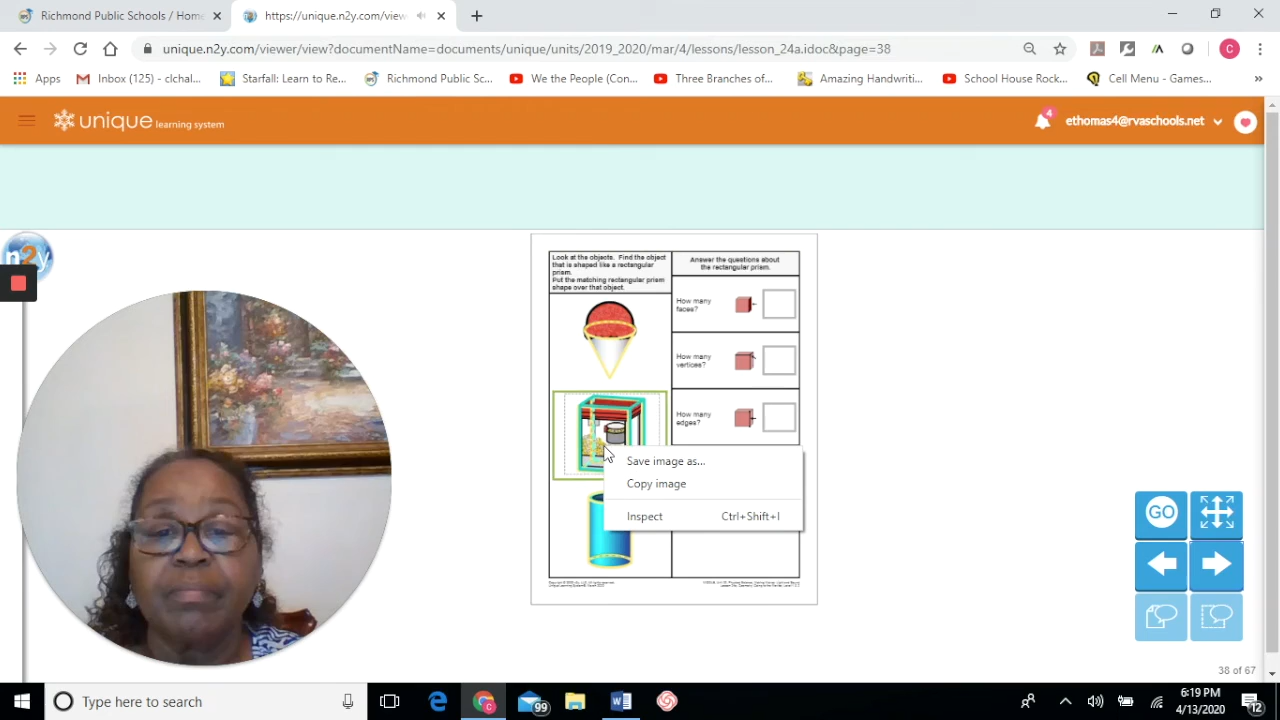 Richmond Public Schools / Home
https://unique.n2y.com/view
unique.n2y.com/viewer/view?documentName=documents/unique/units/2019_2020/mar/4/lessons/lesson_24a.idoc&page=38
C
Apps
Inbox (125) - clchal...
Starfall: Learn to Re...
Richmond Public Sc...
We the People (Con...
Three Branches of...
Amazing Handwriti...
School House Rock...
Cell Menu - Games...
»
unique learning system
4
ethomas4@rvaschools.net
n2y
Look at the objects. Find the object
that is shaped like a rectangular
prism.
Put the matching rectangular prism
shape over that object.
Answer the questions about
the rectangular prism.
How many
faces?
How many
vertices?
How many
edges?
Save image as...
Copy image
Inspect Ctrl+Shift+I
GO
38 of 67
Type here to search
99
6:19 PM
4/13/2020
12